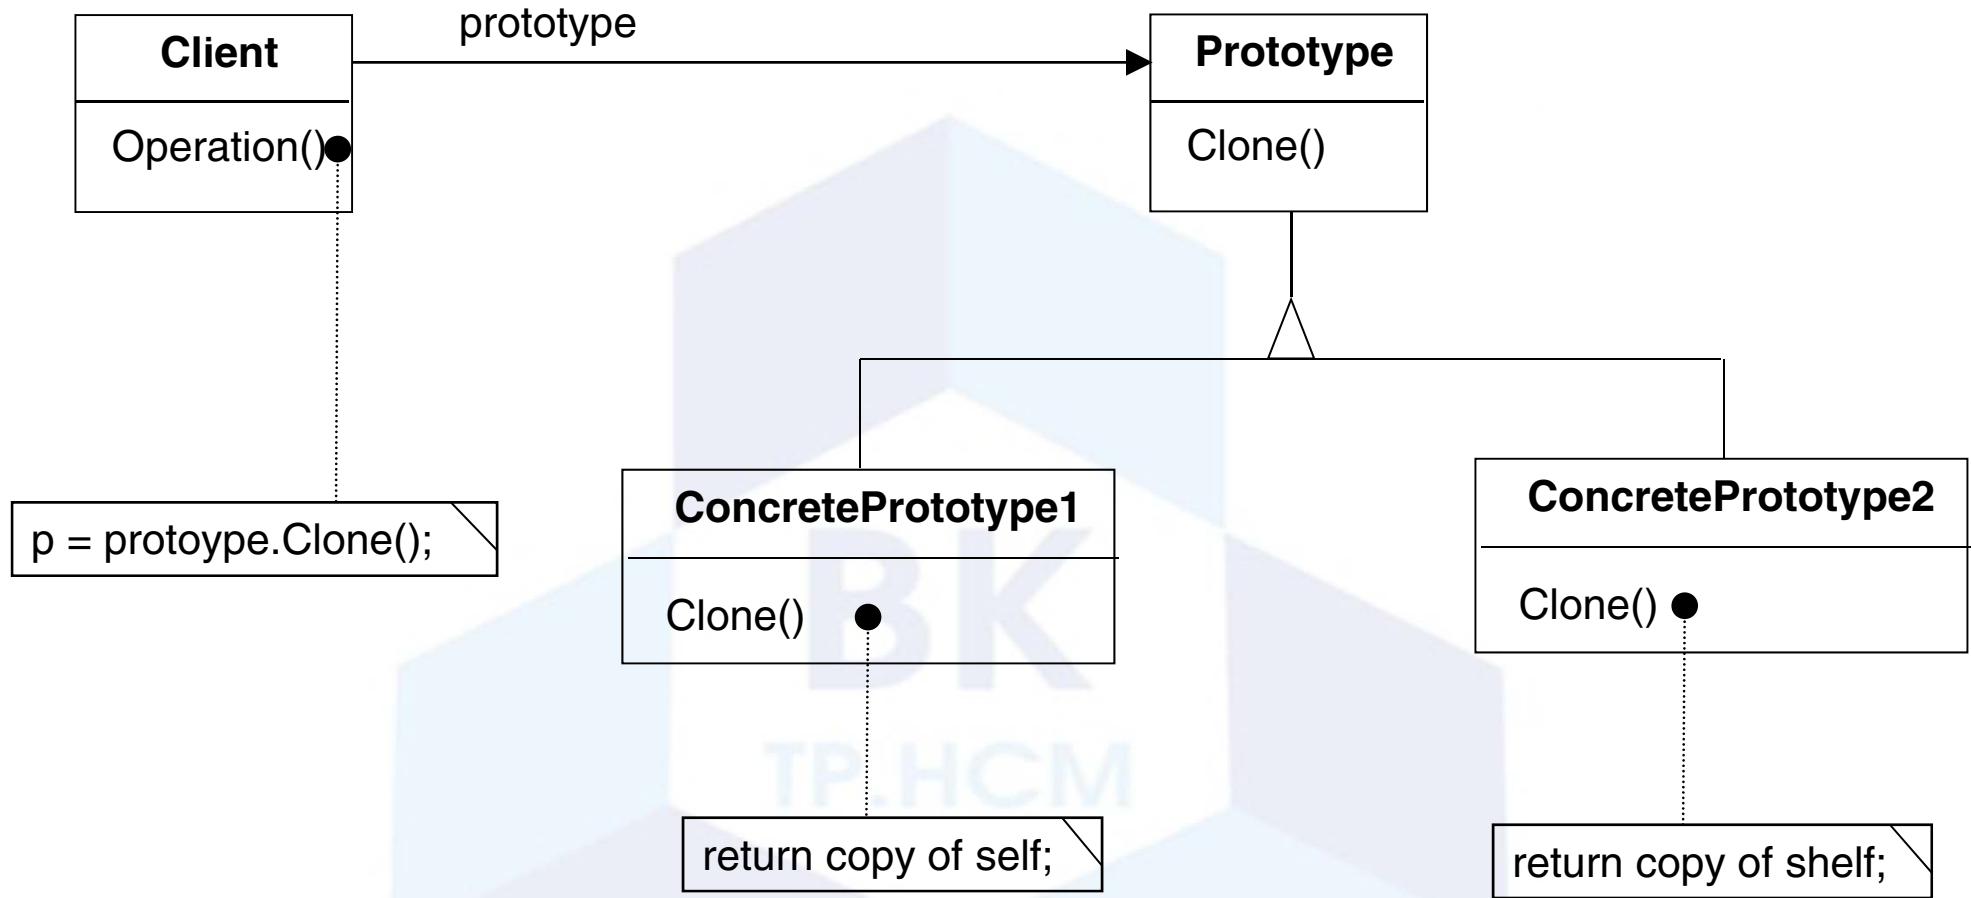 prototype
Client
Prototype
Operation()
Clone()
ConcretePrototype1
ConcretePrototype2
p = protoype.Clone();
Clone()
Clone()
BK
TP.HCM
return copy of self;
return copy of shelf;